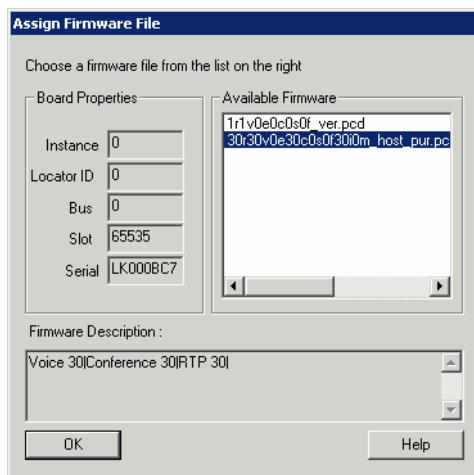 Assign Firmware File
Choose a firmware file from the list on the right
Board Properties
Instance 0
Locator ID 0
Bus 0
Slot 65535
Serial LK000BC7
Available Firmware
1r1v0e0c0s0f_ver.pcd
30r30v0e30c0s0f30i0m_host_pur.pc
Firmware Description :
Voice 30|Conference 30|RTP 30|
OK
Help